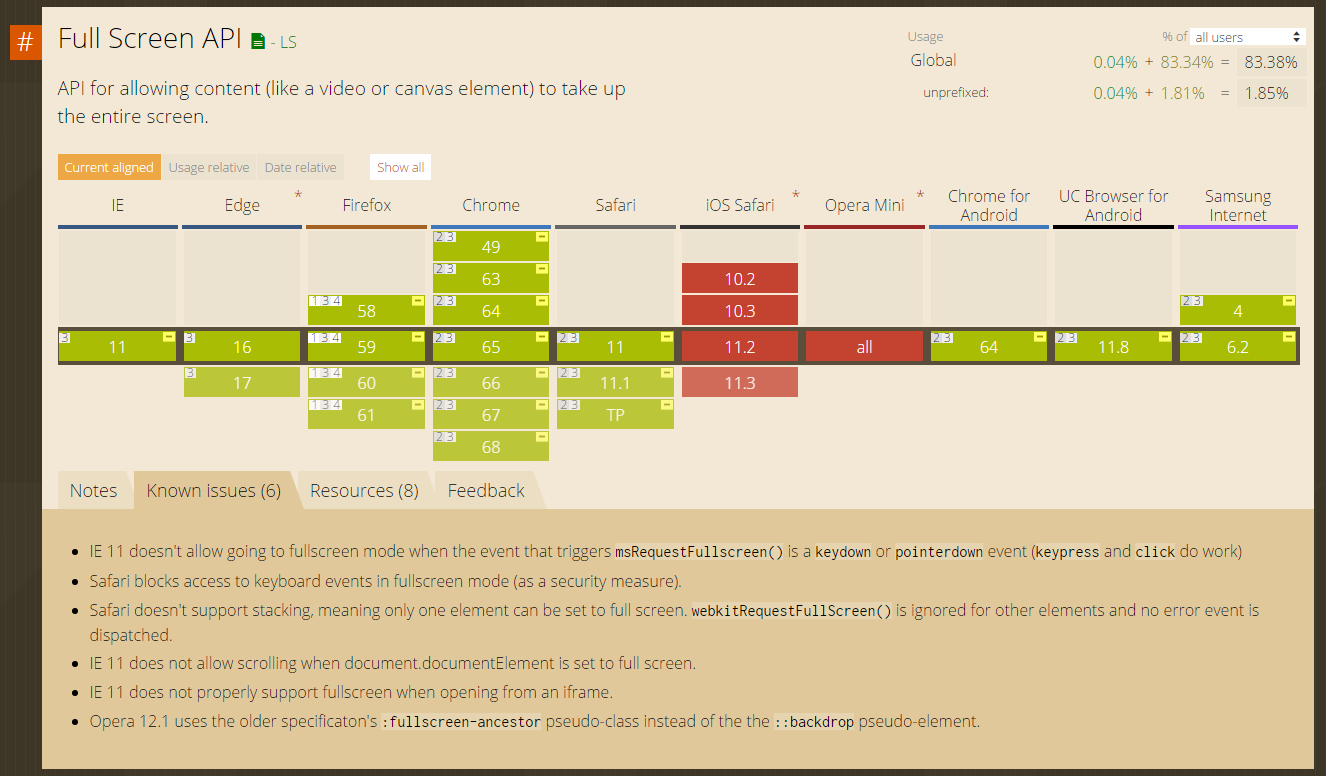 #
Full Screen API - LS
Usage % of all users
Global 0.04% + 83.34% = 83.38%
unprefixed: 0.04% + 1.81% = 1.85%
API for allowing content (like a video or canvas element) to take up
the entire screen.
Current aligned Usage relative Date relative Show all
IE Edge * Firefox Chrome Safari iOS Safari * Opera Mini * Chrome for Android UC Browser for Android Samsung Internet
2 3 49 -
2 3 63 - 10.2
1 3 4 58 - 2 3 64 - 10.3 2 3 4 -
3 11 - 3 16 1 3 4 59 - 2 3 65 - 2 3 11 - 11.2 all 2 3 64 - 2 3 11.8 - 2 3 6.2 -
3 17 1 3 4 60 - 2 3 66 - 2 3 11.1 - 11.3
1 3 4 61 - 2 3 67 - 2 3 TP -
2 3 68 -
Notes Known issues (6) Resources (8) Feedback
• IE 11 doesn't allow going to fullscreen mode when the event that triggers msRequestFullscreen() is a keydown or pointerdown event (keypress and click do work)
• Safari blocks access to keyboard events in fullscreen mode (as a security measure).
• Safari doesn't support stacking, meaning only one element can be set to full screen. webkitRequestFullScreen() is ignored for other elements and no error event is
dispatched.
• IE 11 does not allow scrolling when document.documentElement is set to full screen.
• IE 11 does not properly support fullscreen when opening from an iframe.
• Opera 12.1 uses the older specificaton's :fullscreen-ancestor pseudo-class instead of the the ::backdrop pseudo-element.